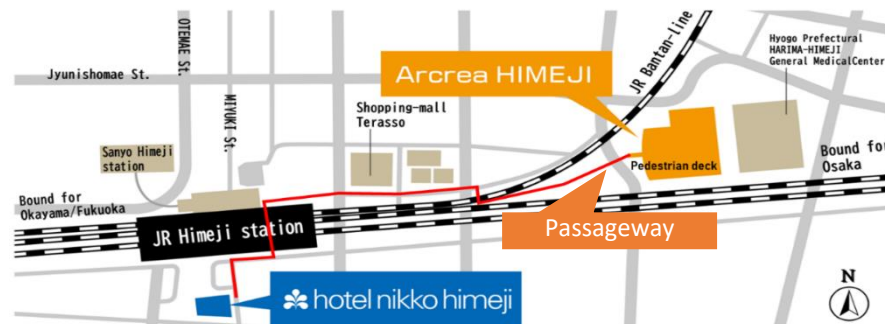 OTEMAE St.
Jyunishomae St.
MIYUKI St.
Sanyo Himeji
station
Shopping-mall
Terasso
Arcrea HIMEJI
JR Bantan-line
Hyogo Prefectural
HARIMA-HIMEJI
General MedicalCenter
Pedestrian deck
Bound for
Osaka
Bound for
Okayama/Fukuoka
JR Himeji station
Passageway
hotel nikko himeji
N